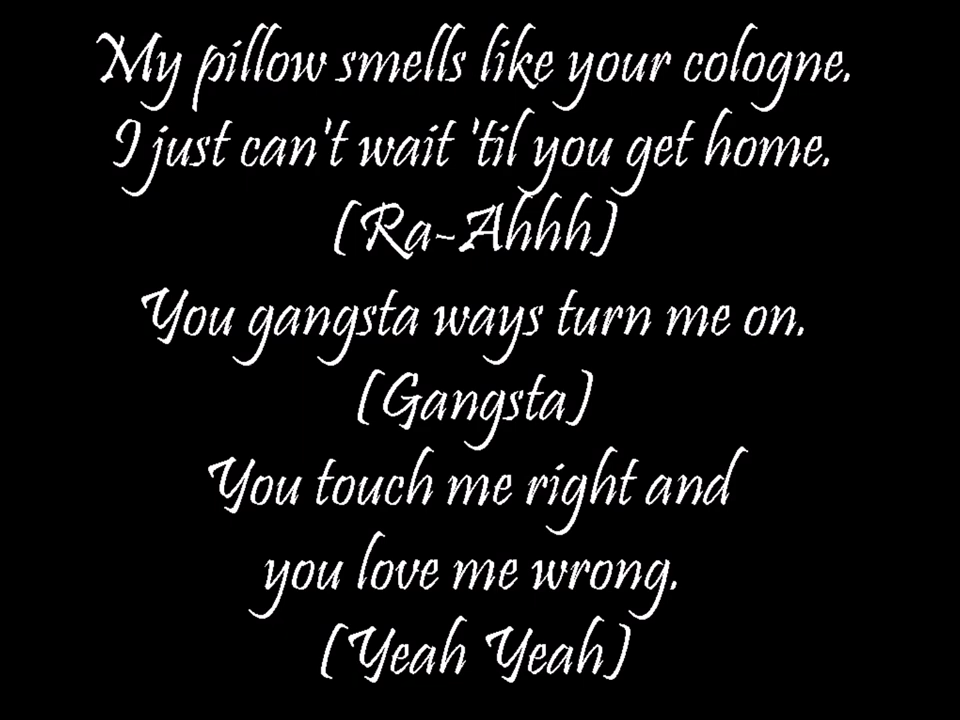 My pillow smells like your cologne.
I just can't wait 'til you get home.
(Ra-Ahhh)
You gangsta ways turn me on.
(Gangsta)
You touch me right and
you love me wrong.
(Yeah Yeah)